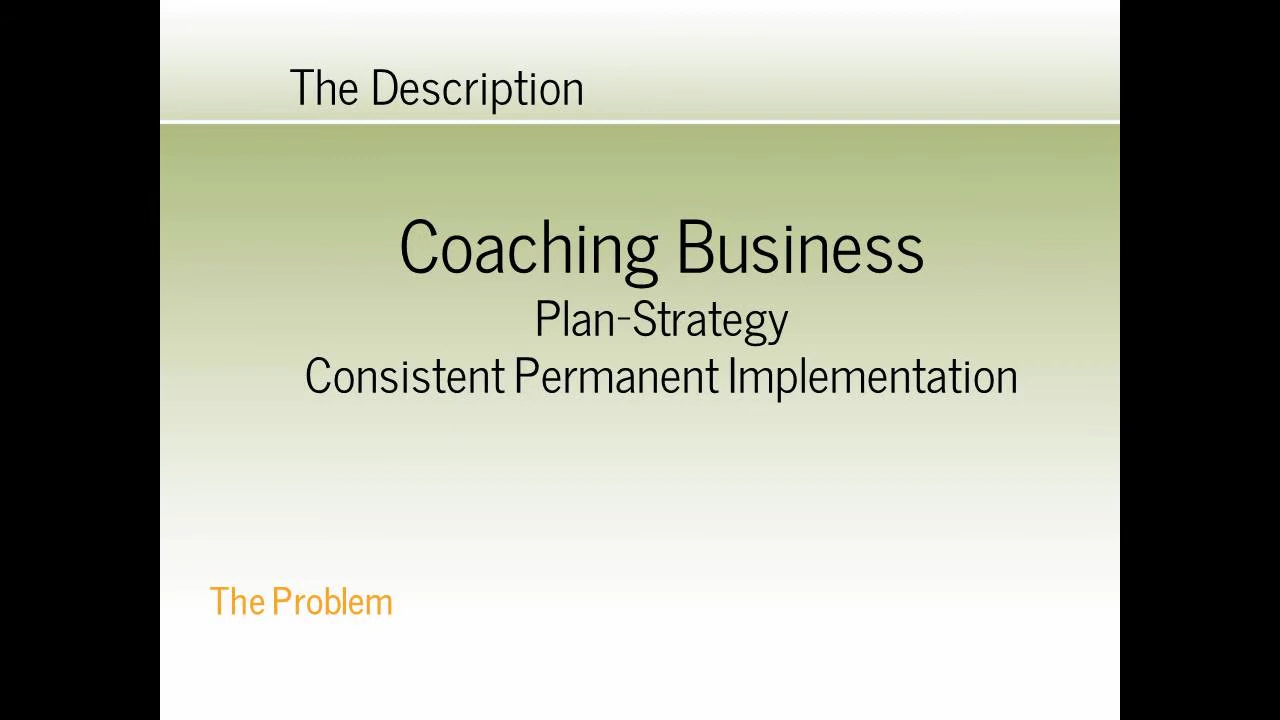 The Description
Coaching Business
Plan-Strategy
Consistent Permanent Implementation
The Problem